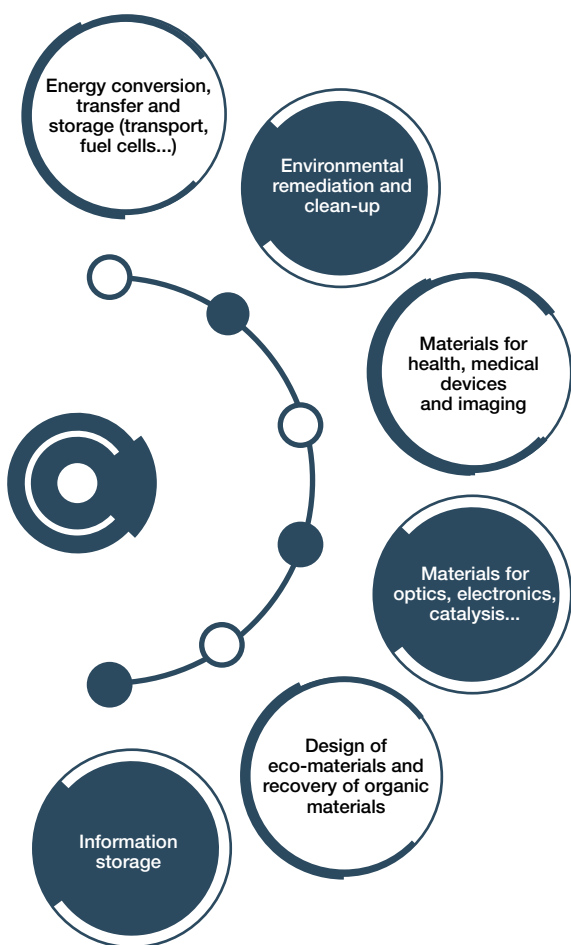 Energy conversion,
transfer and
storage (transport,
fuel cells...)
Environmental
remediation and
clean-up
Materials for
health, medical
devices
and imaging
Materials for
optics, electronics,
catalysis...
Design of
eco-materials and
recovery of organic
materials
Information
storage